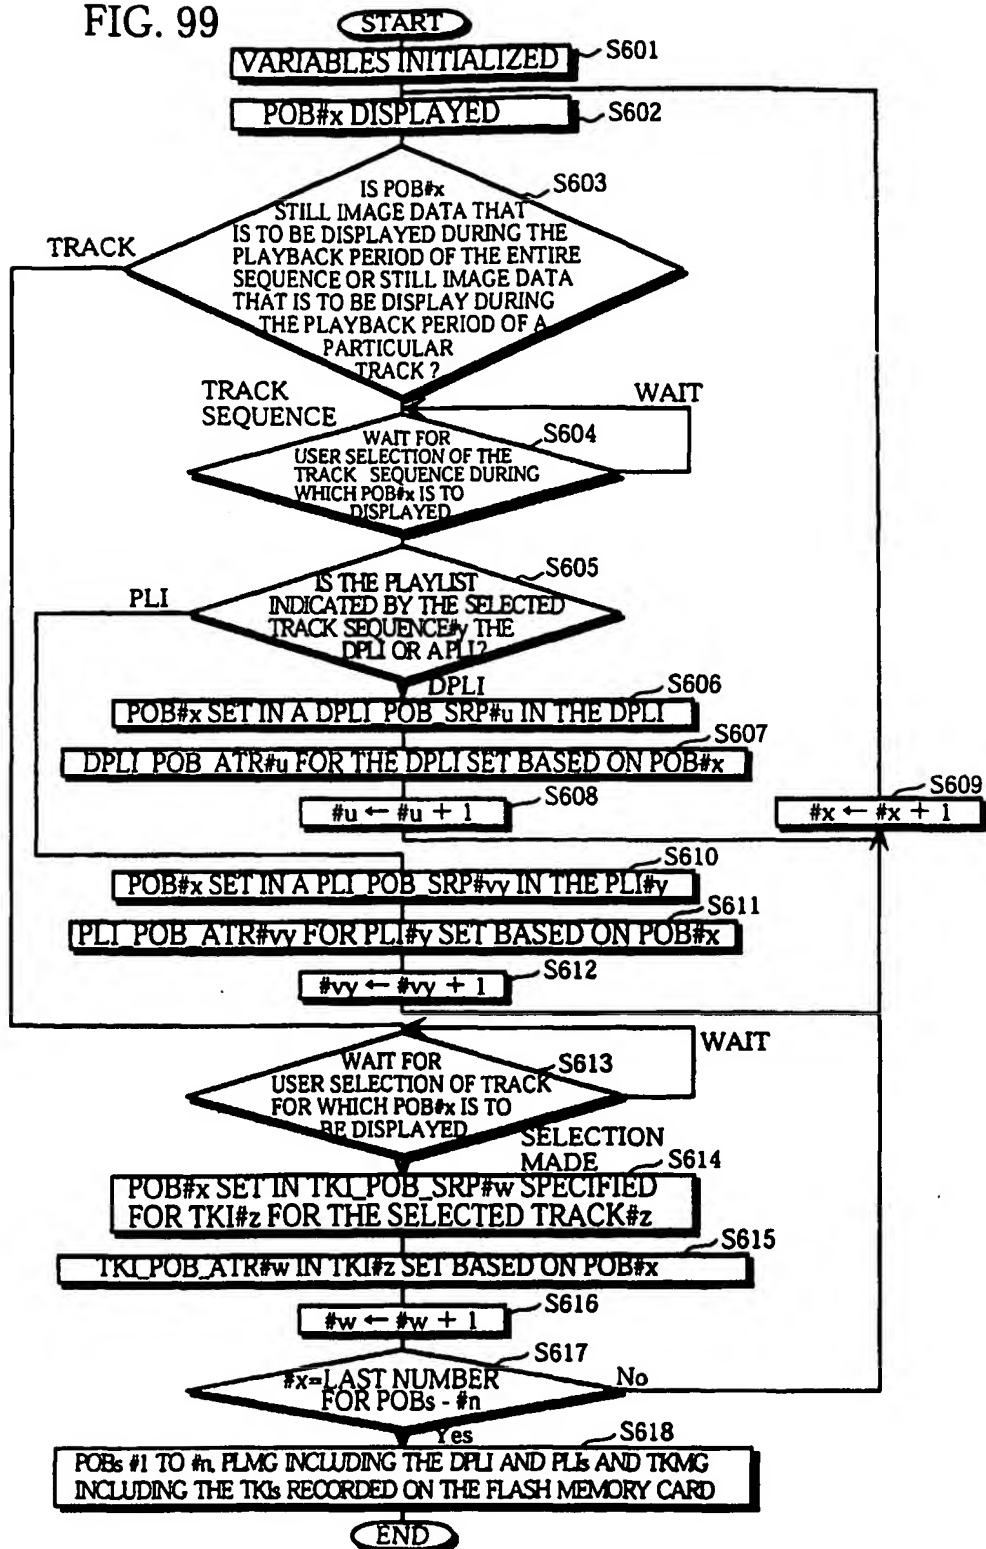 FIG. 99
START
VARIABLES INITIALIZED
S601
POB#x DISPLAYED
S602
IS POB#x
STILL IMAGE DATA THAT
IS TO BE DISPLAYED DURING THE
PLAYBACK PERIOD OF THE ENTIRE
SEQUENCE OR STILL IMAGE DATA
THAT IS TO BE DISPLAY DURING
THE PLAYBACK PERIOD OF A
PARTICULAR
TRACK ?
S603
TRACK
TRACK
SEQUENCE
WAIT
WAIT FOR
USER SELECTION OF THE
TRACK SEQUENCE DURING
WHICH POB#x IS TO
DISPLAYED
S604
IS THE PLAYLIST
INDICATED BY THE SELECTED
TRACK SEQUENCE#y THE
DPLI OR A PLI?
S605
PLI
DPLI
S606
POB#x SET IN A DPLI_POB_SRP#u IN THE DPLI
S607
DPLI_POB_ATR#u FOR THE DPLI SET BASED ON POB#x
S608
#u ← #u + 1
S609
#x ← #x + 1
S610
POB#x SET IN A PLI_POB_SRP#vy IN THE PLI#y
S611
PLI_POB_ATR#vy FOR PLI#y SET BASED ON POB#x
S612
#vy ← #vy + 1
WAIT
WAIT FOR
USER SELECTION OF TRACK
FOR WHICH POB#x IS TO
BE DISPLAYED
S613
SELECTION
MADE
S614
POB#x SET IN TKI_POB_SRP#w SPECIFIED
FOR TKI#z FOR THE SELECTED TRACK#z
S615
TKI_POB_ATR#w IN TKI#z SET BASED ON POB#x
S616
#w ← #w + 1
S617
#x=LAST NUMBER
FOR POBs - #n
No
Yes
S618
POBs #1 TO #n, PLMG INCLUDING THE DPLI AND PLIs AND TKMG
INCLUDING THE TKIs RECORDED ON THE FLASH MEMORY CARD
END